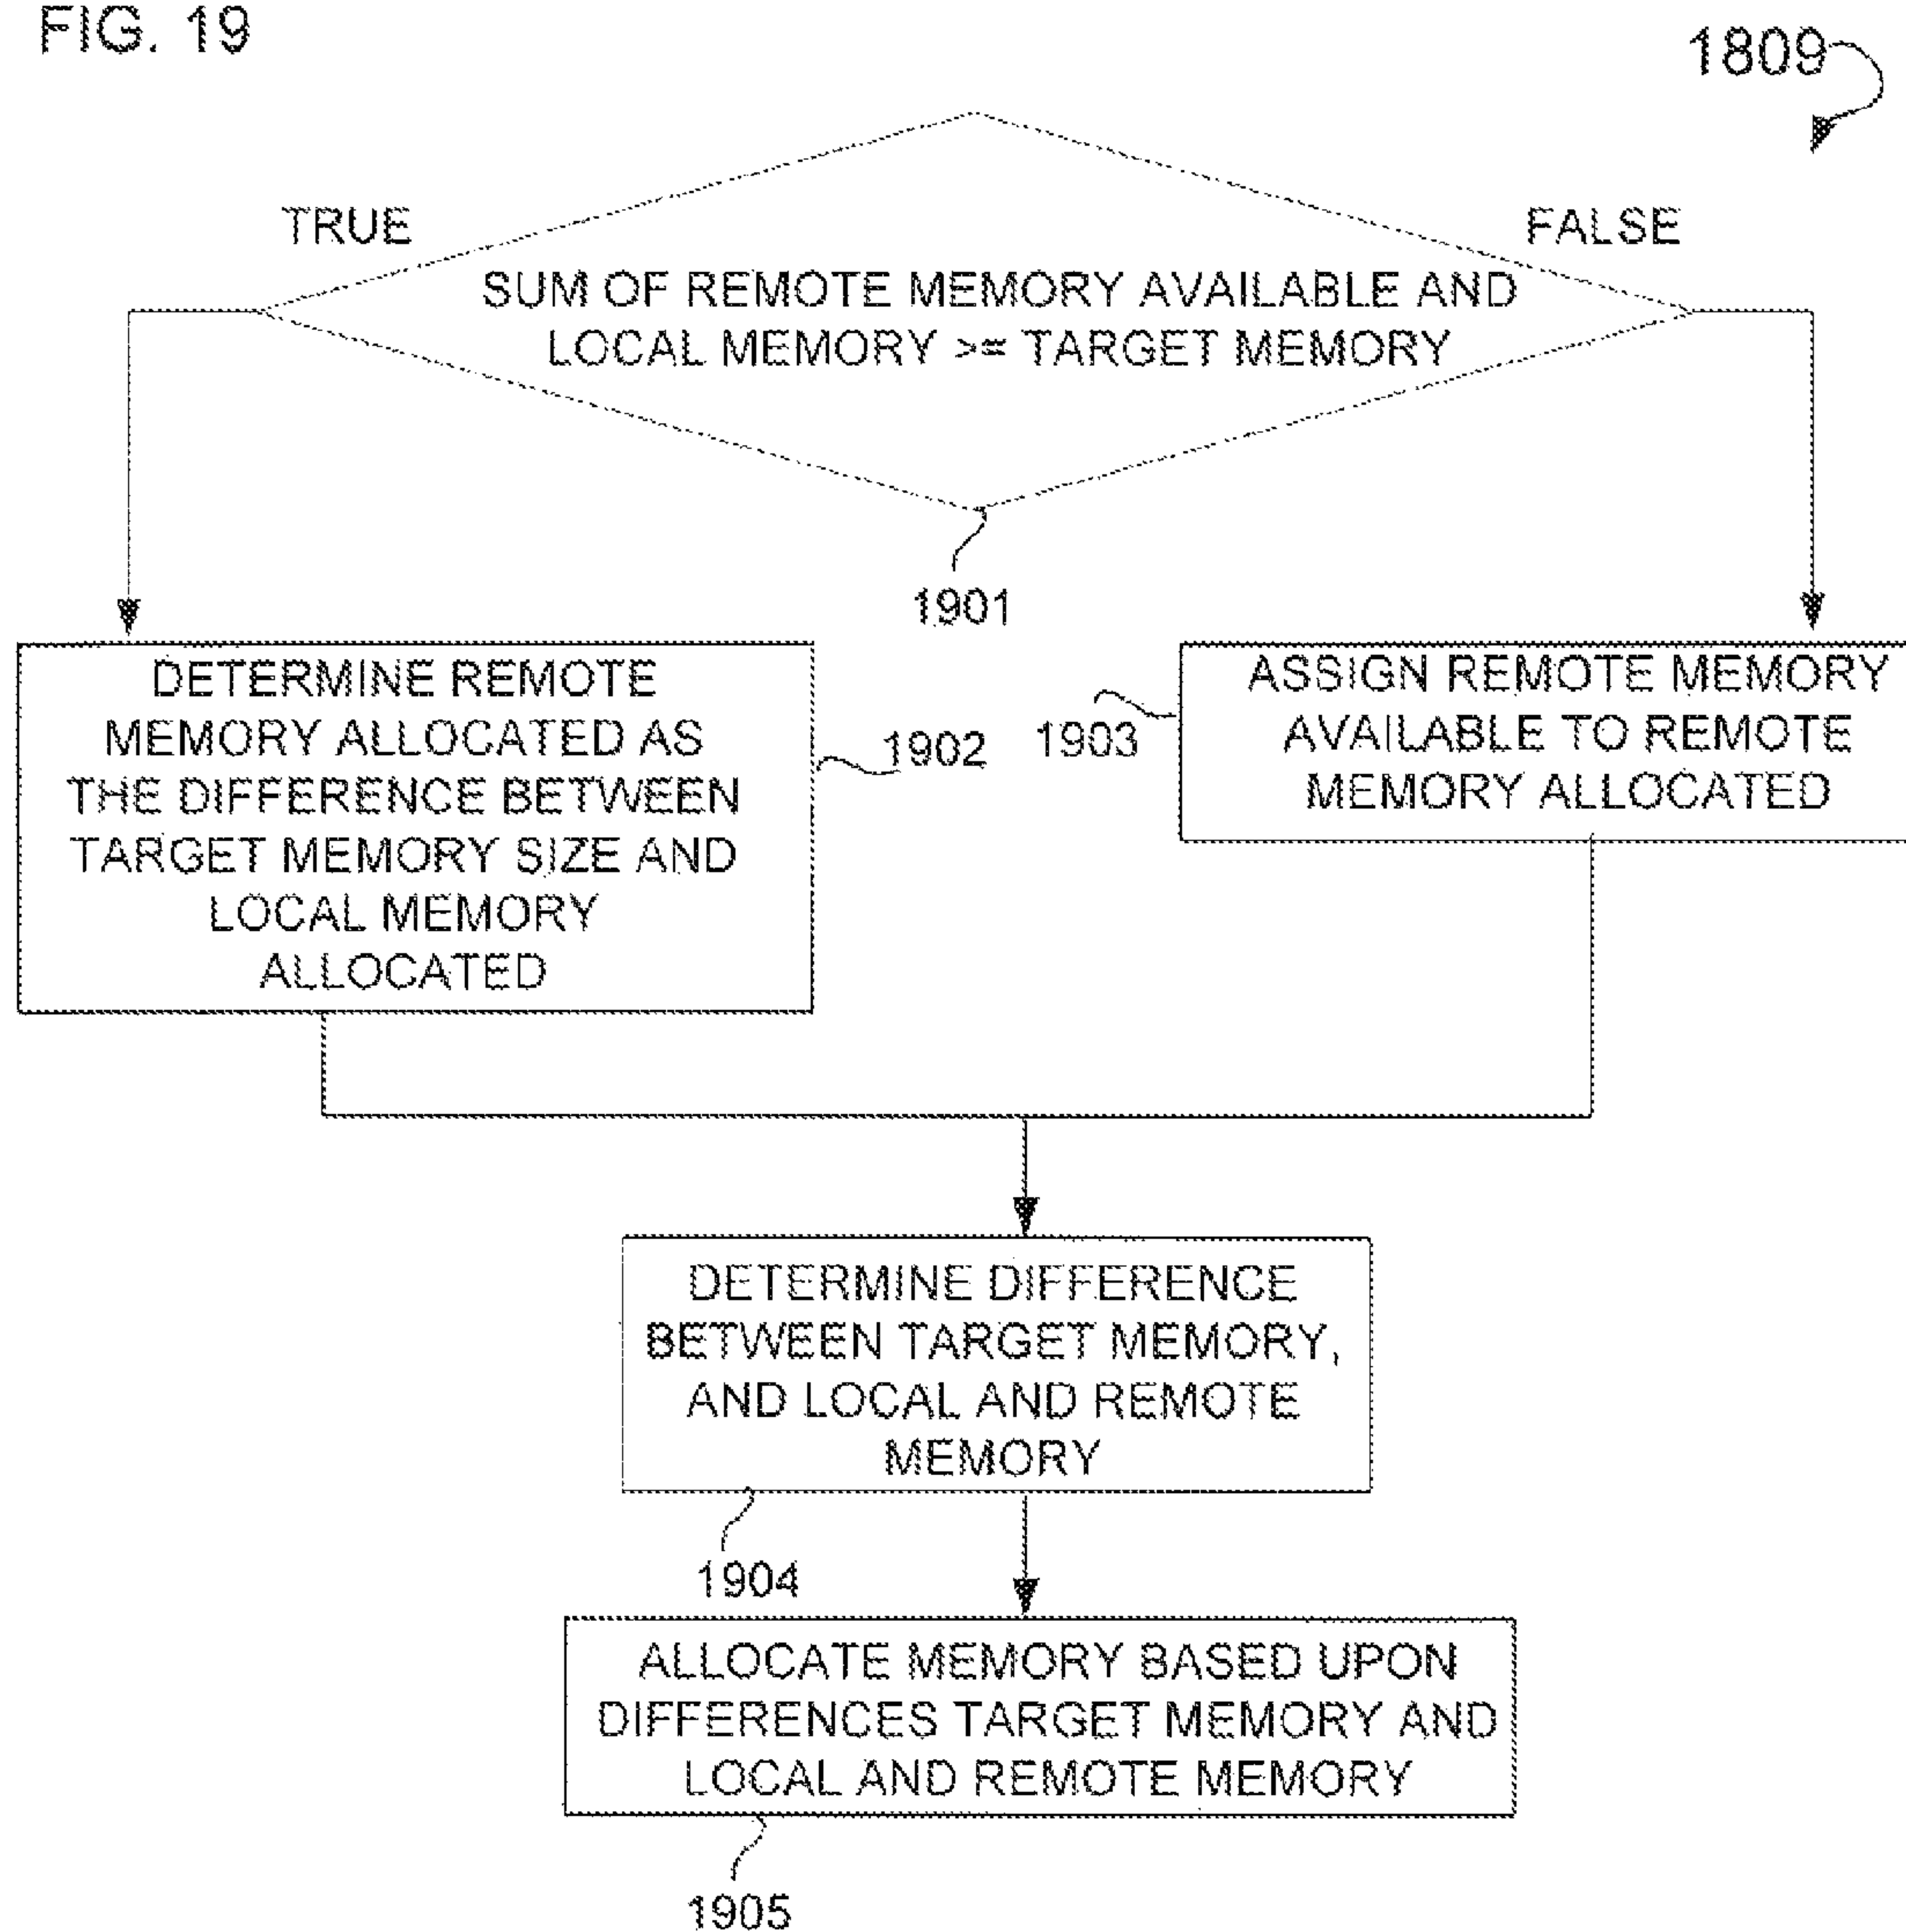 FIG. 19
1809
TRUE
FALSE
SUM OF REMOTE MEMORY AVAILABLE AND
LOCAL MEMORY >= TARGET MEMORY
1901
DETERMINE REMOTE
MEMORY ALLOCATED AS
THE DIFFERENCE BETWEEN
TARGET MEMORY SIZE AND
LOCAL MEMORY
ALLOCATED
1902
1903
ASSIGN REMOTE MEMORY
AVAILABLE TO REMOTE
MEMORY ALLOCATED
DETERMINE DIFFERENCE
BETWEEN TARGET MEMORY,
AND LOCAL AND REMOTE
MEMORY
1904
ALLOCATE MEMORY BASED UPON
DIFFERENCES TARGET MEMORY AND
LOCAL AND REMOTE MEMORY
1905